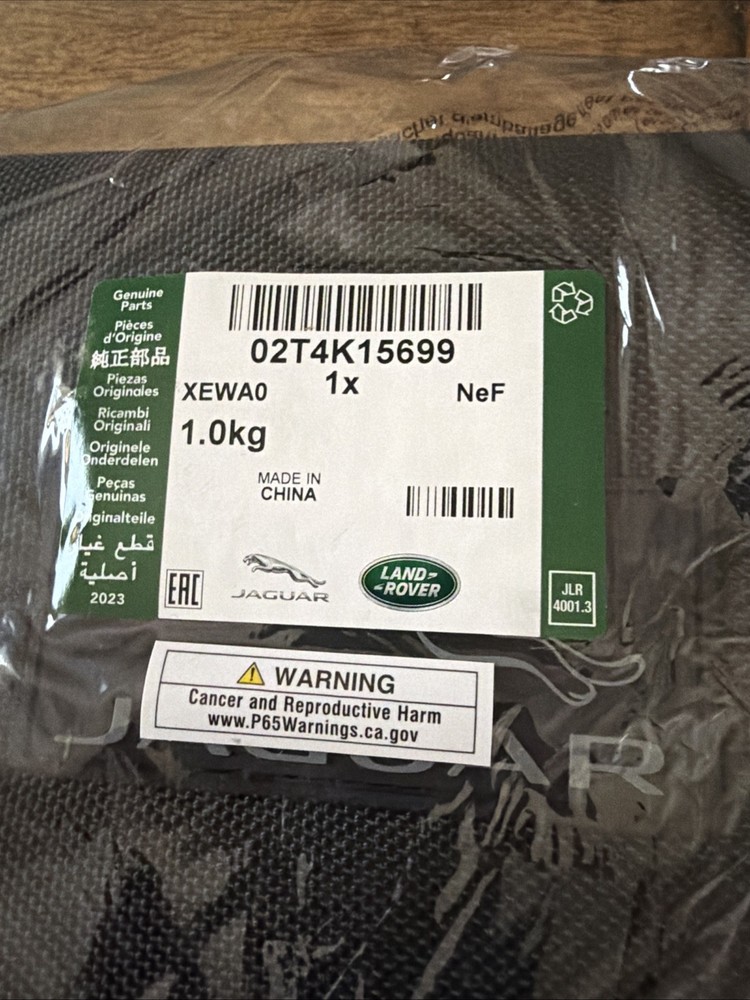 Genuine
Parts
Pièces
d'Origine
純正部品
Piezas
Originales
Ricambi
Originali
Originele
Onderdelen
Peças
Genuinas
قطع غيار
أصلية
2023
02T4K15699
XEWA0
1x
NeF
1.0kg
MADE IN
CHINA
EAC
JAGUAR
LAND-
-ROVER
JLR
4001.3
WARNING
Cancer and Reproductive Harm
www.P65Warnings.ca.gov
JAGUAR